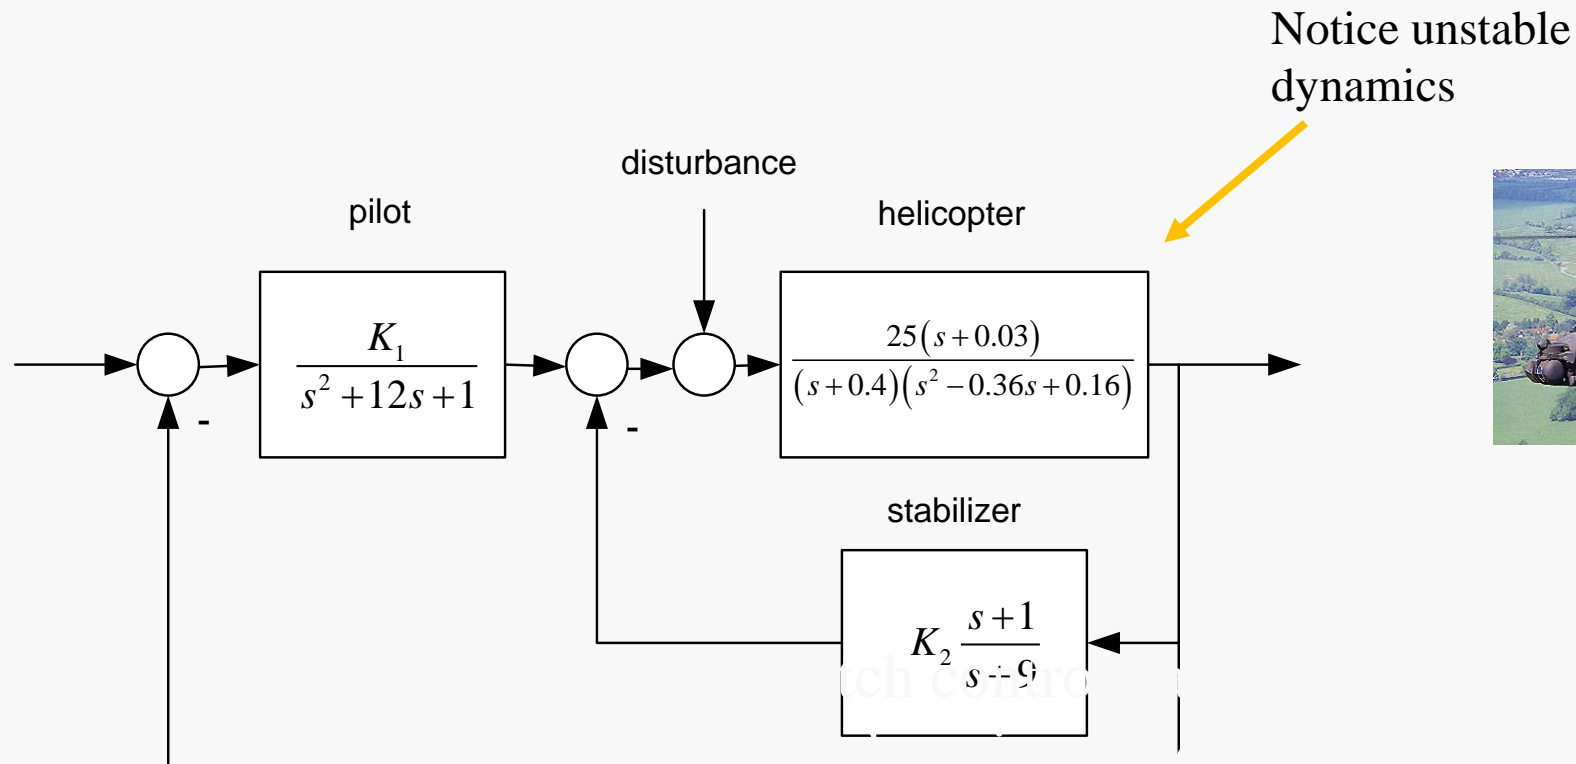 Notice unstable
dynamics
disturbance
pilot
helicopter
K₁
s² +12s +1
-
25(s+0.03)
(s+0.4)(s² −0.36s+0.16)
-
stabilizer
K₂ s+1
s+9